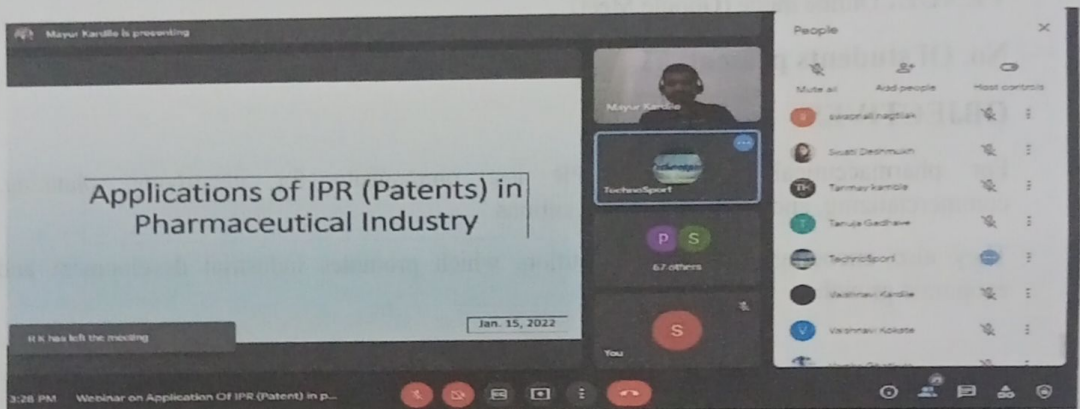 Mayur Kardile is presenting
Applications of IPR (Patents) in
Pharmaceutical Industry
Jan. 15, 2022
R K has left the meeting
3:28 PM Webinar on Application Of IPR (Patent) in p...
Mayur Kardile
TechnoSport
P S
67 others
S
You
People
Mute all Add people Host controls
Swati Deshmukh
TK Tanmay kamble
T Tanuja Gadhave
TechnoSport
Vaishnavi Kardile
V Vaishnavi Kokate